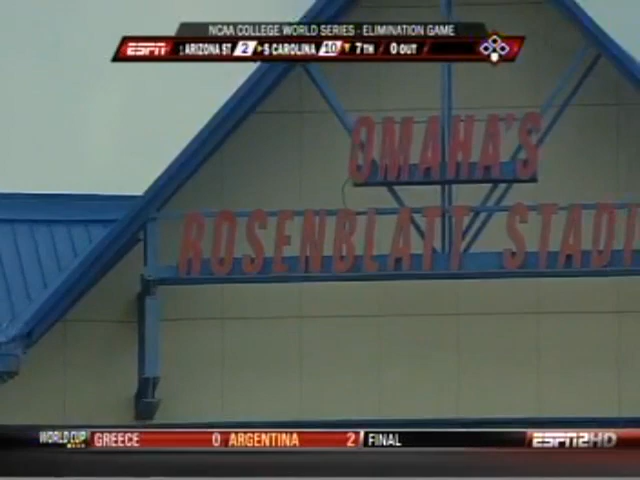 NCAA COLLEGE WORLD SERIES - ELIMINATION GAME
ESPN ARIZONA ST 2 S CAROLINA 10 7TH 0 OUT
OMAHA'S
ROSENBLATT STADI
WORLD CUP GREECE 0 ARGENTINA 2 FINAL ESPN2HD